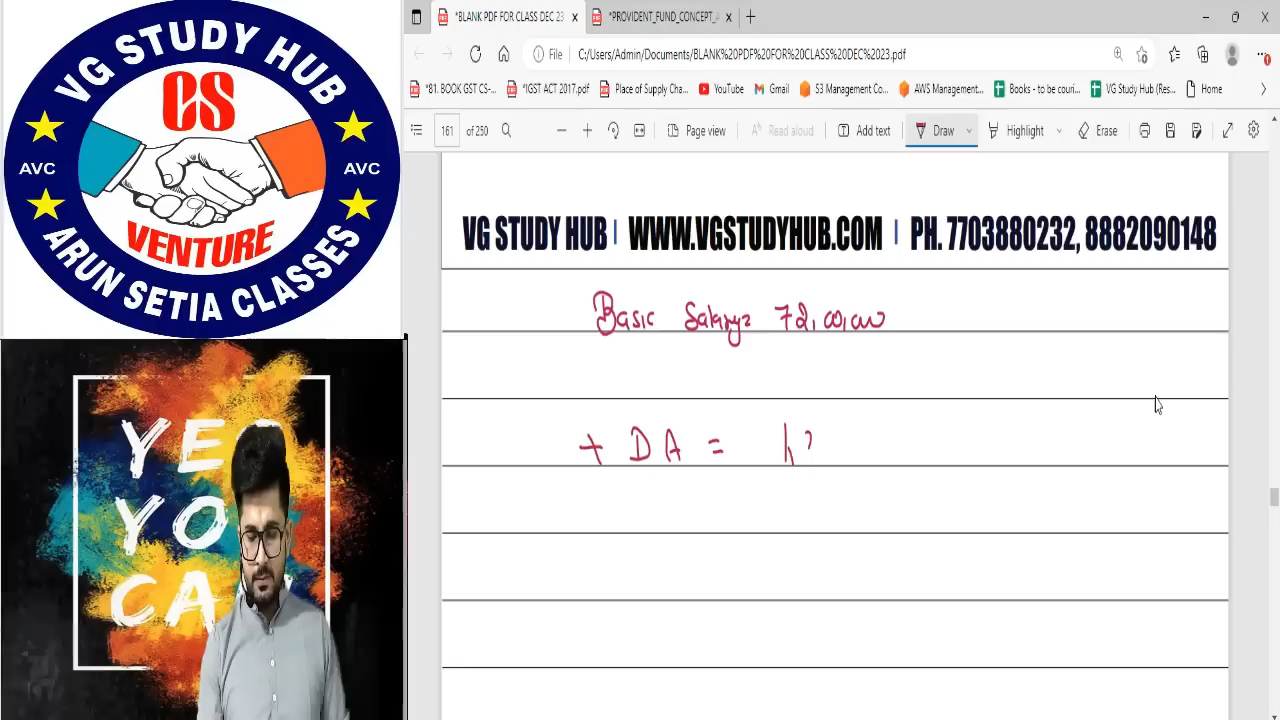 VG STUDY HUB
CS
AVC
AVC
VENTURE
ARUN SETIA CLASSES
YE
YO
CA
*BLANK PDF FOR CLASS DEC 23
*PROVIDENT_FUND_CONCEPT_
File C:/Users/Admin/Documents/BLANK%20PDF%20FOR%20CLASS%20DEC%2023.pdf
*81. BOOK GST CS-... *IGST ACT 2017.pdf Place of Supply Cha... YouTube Gmail S3 Management Co... AWS Management... Books - to be couri... VG Study Hub (Res... Home
161 of 250 Page view Read aloud Add text Draw Highlight Erase
VG STUDY HUB | WWW.VGSTUDYHUB.COM | PH. 7703880232, 8882090148
Basic Salary = 72,00,000
+ DA =